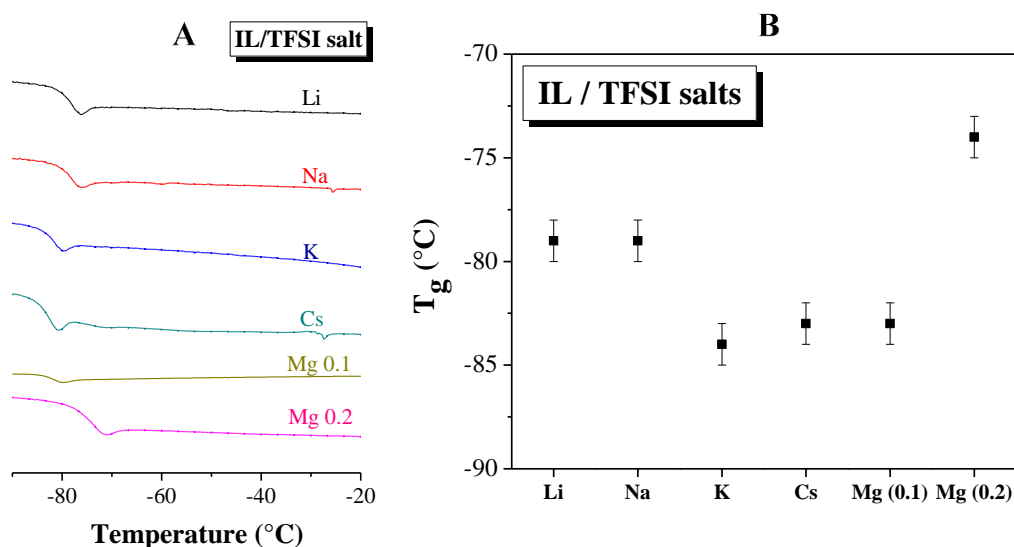 A
IL/TFSI salt
Li
Na
K
Cs
Mg 0.1
Mg 0.2
-80
-60
-40
-20
Temperature (°C)
B
IL / TFSI salts
-70
-75
-80
-85
-90
Tg (°C)
Li
Na
K
Cs
Mg (0.1)
Mg (0.2)